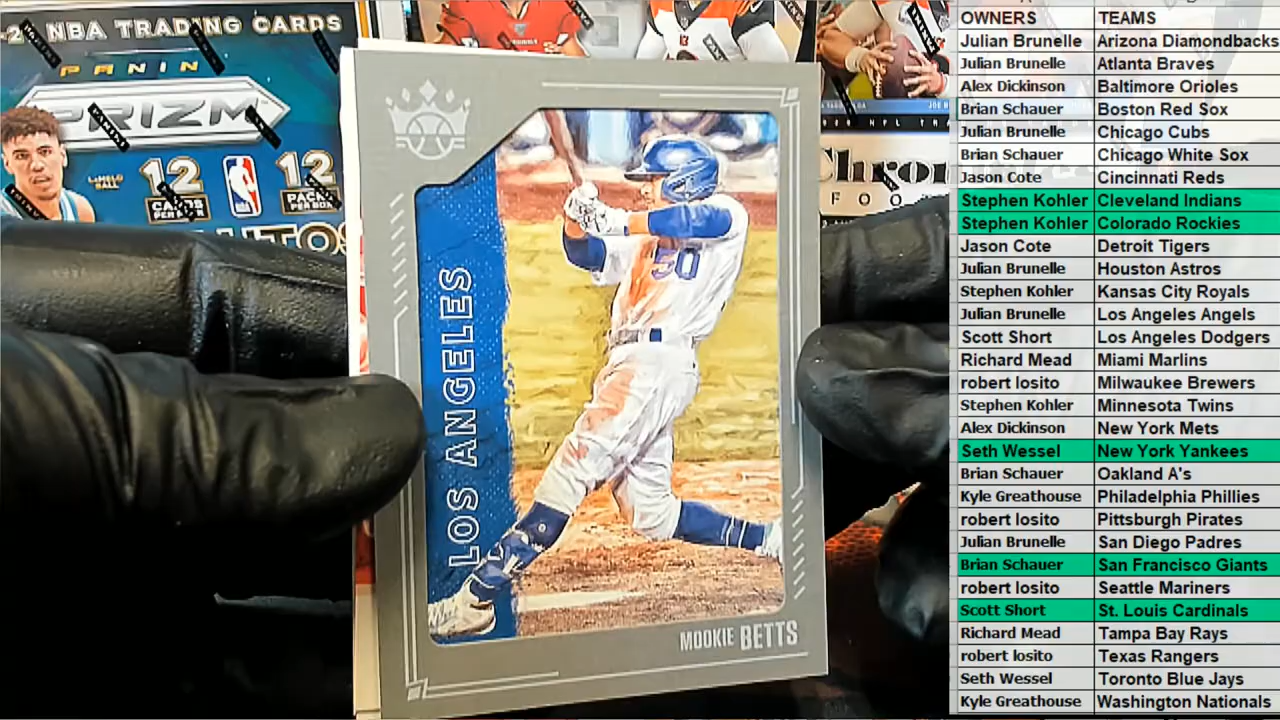 NBA TRADING CARDS
PANINI
PRIZM
12
CARDS
PER PACK
NBA
12
PACKS
PER BOX
AUTOS
LOS ANGELES
50
MOOKIE BETTS
Chron
FOO
OWNERS TEAMS
Julian Brunelle Arizona Diamondbacks
Julian Brunelle Atlanta Braves
Alex Dickinson Baltimore Orioles
Brian Schauer Boston Red Sox
Julian Brunelle Chicago Cubs
Brian Schauer Chicago White Sox
Jason Cote Cincinnati Reds
Stephen Kohler Cleveland Indians
Stephen Kohler Colorado Rockies
Jason Cote Detroit Tigers
Julian Brunelle Houston Astros
Stephen Kohler Kansas City Royals
Julian Brunelle Los Angeles Angels
Scott Short Los Angeles Dodgers
Richard Mead Miami Marlins
robert losito Milwaukee Brewers
Stephen Kohler Minnesota Twins
Alex Dickinson New York Mets
Seth Wessel New York Yankees
Brian Schauer Oakland A's
Kyle Greathouse Philadelphia Phillies
robert losito Pittsburgh Pirates
Julian Brunelle San Diego Padres
Brian Schauer San Francisco Giants
robert losito Seattle Mariners
Scott Short St. Louis Cardinals
Richard Mead Tampa Bay Rays
robert losito Texas Rangers
Seth Wessel Toronto Blue Jays
Kyle Greathouse Washington Nationals